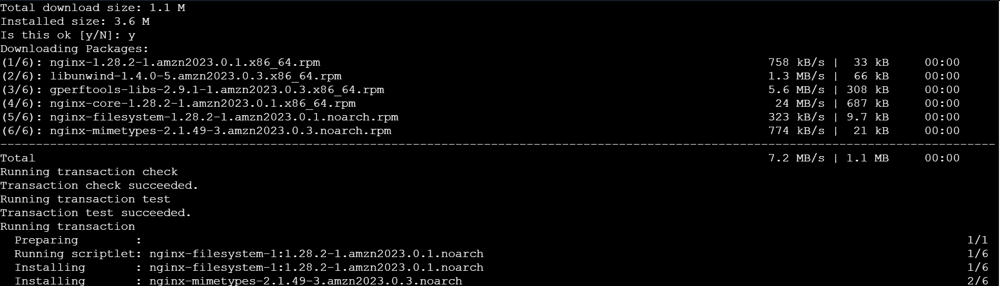 Total download size: 1.1 M
Installed size: 3.6 M
Is this ok [y/N]: y
Downloading Packages:
(1/6): nginx-1.28.2-1.amzn2023.0.1.x86_64.rpm 758 kB/s | 33 kB 00:00
(2/6): libunwind-1.4.0-5.amzn2023.0.3.x86_64.rpm 1.3 MB/s | 66 kB 00:00
(3/6): gperftools-libs-2.9.1-1.amzn2023.0.3.x86_64.rpm 5.6 MB/s | 308 kB 00:00
(4/6): nginx-core-1.28.2-1.amzn2023.0.1.x86_64.rpm 24 MB/s | 687 kB 00:00
(5/6): nginx-filesystem-1.28.2-1.amzn2023.0.1.noarch.rpm 323 kB/s | 9.7 kB 00:00
(6/6): nginx-mimetypes-2.1.49-3.amzn2023.0.3.noarch.rpm 774 kB/s | 21 kB 00:00
--------------------------------------------------------------------------------------------------------------------------------------------
Total 7.2 MB/s | 1.1 MB 00:00
Running transaction check
Transaction check succeeded.
Running transaction test
Transaction test succeeded.
Running transaction
  Preparing        : 1/1
  Running scriptlet: nginx-filesystem-1:1.28.2-1.amzn2023.0.1.noarch 1/6
  Installing       : nginx-filesystem-1:1.28.2-1.amzn2023.0.1.noarch 1/6
  Installing       : nginx-mimetypes-2.1.49-3.amzn2023.0.3.noarch 2/6